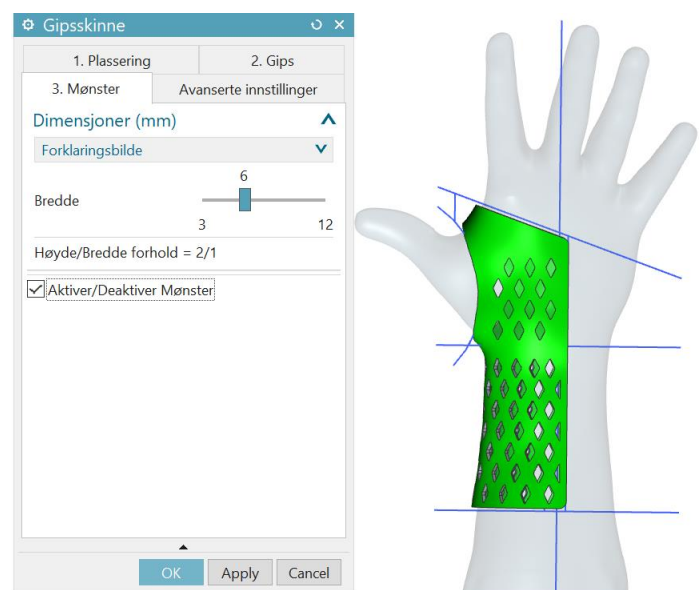 Gipsskinne
1. Plassering
2. Gips
3. Mønster
Avanserte innstillinger
Dimensjoner (mm)
Forklaringsbilde
6
Bredde
3
12
Høyde/Bredde forhold = 2/1
Aktiver/Deaktiver Mønster
OK
Apply
Cancel